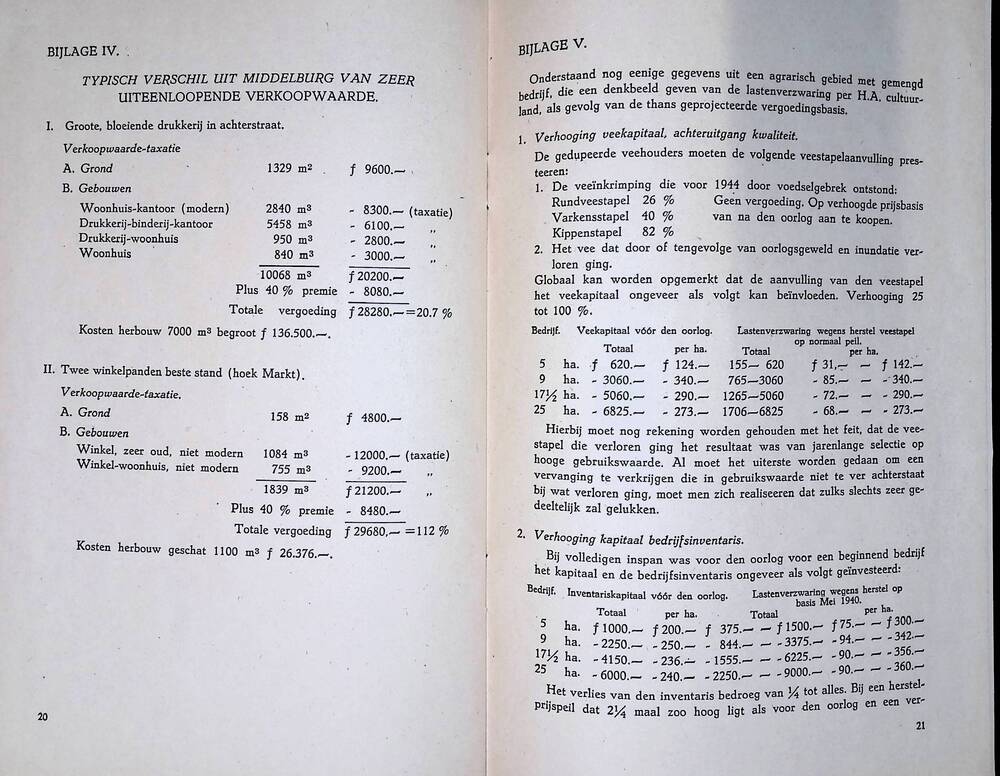 BIJLAGE IV.
TYPISCH VERSCHIL UIT MIDDELBURG VAN ZEER
UITEENLOOPENDE VERKOOPWAARDE.
I. Groote, bloeiende drukkerij in achterstraat.
Verkoopwaarde-taxatie
A. Grond 1329 m² ƒ 9600.—
B. Gebouwen
Woonhuis-kantoor (modern) 2840 m³ - 8300.— (taxatie)
Drukkerij-binderij-kantoor 5458 m³ - 6100.— „
Drukkerij-woonhuis 950 m³ - 2800.— „
Woonhuis 840 m³ - 3000.— „
10068 m³ ƒ 20200.—
Plus 40 % premie - 8080.—
Totale vergoeding ƒ 28280.— = 20.7 %
Kosten herbouw 7000 m³ begroot ƒ 136.500.—.
II. Twee winkelpanden beste stand (hoek Markt).
Verkoopwaarde-taxatie.
A. Grond 158 m² ƒ 4800.—
B. Gebouwen
Winkel, zeer oud, niet modern 1084 m³ - 12000.— (taxatie)
Winkel-woonhuis, niet modern 755 m³ - 9200.— „
1839 m³ ƒ 21200.— „
Plus 40 % premie - 8480.—
Totale vergoeding ƒ 29680.— = 112 %
Kosten herbouw geschat 1100 m³ ƒ 26.376.—.
20
BIJLAGE V.
Onderstaand nog eenige gegevens uit een agrarisch gebied met gemengd
bedrijf, die een denkbeeld geven van de lastenverzwaring per H.A. cultuur-
land, als gevolg van de thans geprojecteerde vergoedingsbasis.
1. Verhooging veekapitaal, achteruitgang kwaliteit.
De gedupeerde veehouders moeten de volgende veestapelaanvulling pres-
teeren:
1. De veeïnkrimping die voor 1944 door voedselgebrek ontstond:
Rundveestapel 26 % Geen vergoeding. Op verhoogde prijsbasis
Varkensstapel 40 % van na den oorlog aan te koopen.
Kippenstapel 82 %
2. Het vee dat door of tengevolge van oorlogsgeweld en inundatie ver-
loren ging.
Globaal kan worden opgemerkt dat de aanvulling van den veestapel
het veekapitaal ongeveer als volgt kan beïnvloeden. Verhooging 25
tot 100 %.
Bedrijf. Veekapitaal vóór den oorlog. Lastenverzwaring wegens herstel veestapel
op normaal peil.
Totaal per ha. Totaal per ha.
5 ha. ƒ 620.— ƒ 124.— 155— 620 ƒ 31,— — ƒ 142.—
9 ha. - 3060.— - 340.— 765—3060 - 85.— — - 340.—
17½ ha. - 5060.— - 290.— 1265—5060 - 72.— — - 290.—
25 ha. - 6825.— - 273.— 1706—6825 - 68.— — - 273.—
Hierbij moet nog rekening worden gehouden met het feit, dat de vee-
stapel die verloren ging het resultaat was van jarenlange selectie op
hooge gebruikswaarde. Al moet het uiterste worden gedaan om een
vervanging te verkrijgen die in gebruikswaarde niet te ver achterstaat
bij wat verloren ging, moet men zich realiseeren dat zulks slechts zeer ge-
deeltelijk zal gelukken.
2. Verhooging kapitaal bedrijfsinventaris.
Bij volledigen inspan was voor den oorlog voor een beginnend bedrijf
het kapitaal en de bedrijfsinventaris ongeveer als volgt geïnvesteerd:
Bedrijf. Inventariskapitaal vóór den oorlog. Lastenverzwaring wegens herstel op
basis Mei 1940.
Totaal per ha. Totaal per ha.
5 ha. ƒ 1000.— ƒ 200.— ƒ 375.— — ƒ 1500.— ƒ 75.— — ƒ 300.—
9 ha. - 2250.— - 250.— - 844.— — - 3375.— - 94.— — - 342.—
17½ ha. - 4150.— - 236.— - 1555.— — - 6225.— - 90.— — - 356.—
25 ha. - 6000.— - 240.— - 2250.— — - 9000.— - 90.— — - 360.—
Het verlies van den inventaris bedroeg van ¼ tot alles. Bij een herstel-
prijspeil dat 2¼ maal zoo hoog ligt als voor den oorlog en een ver-
21